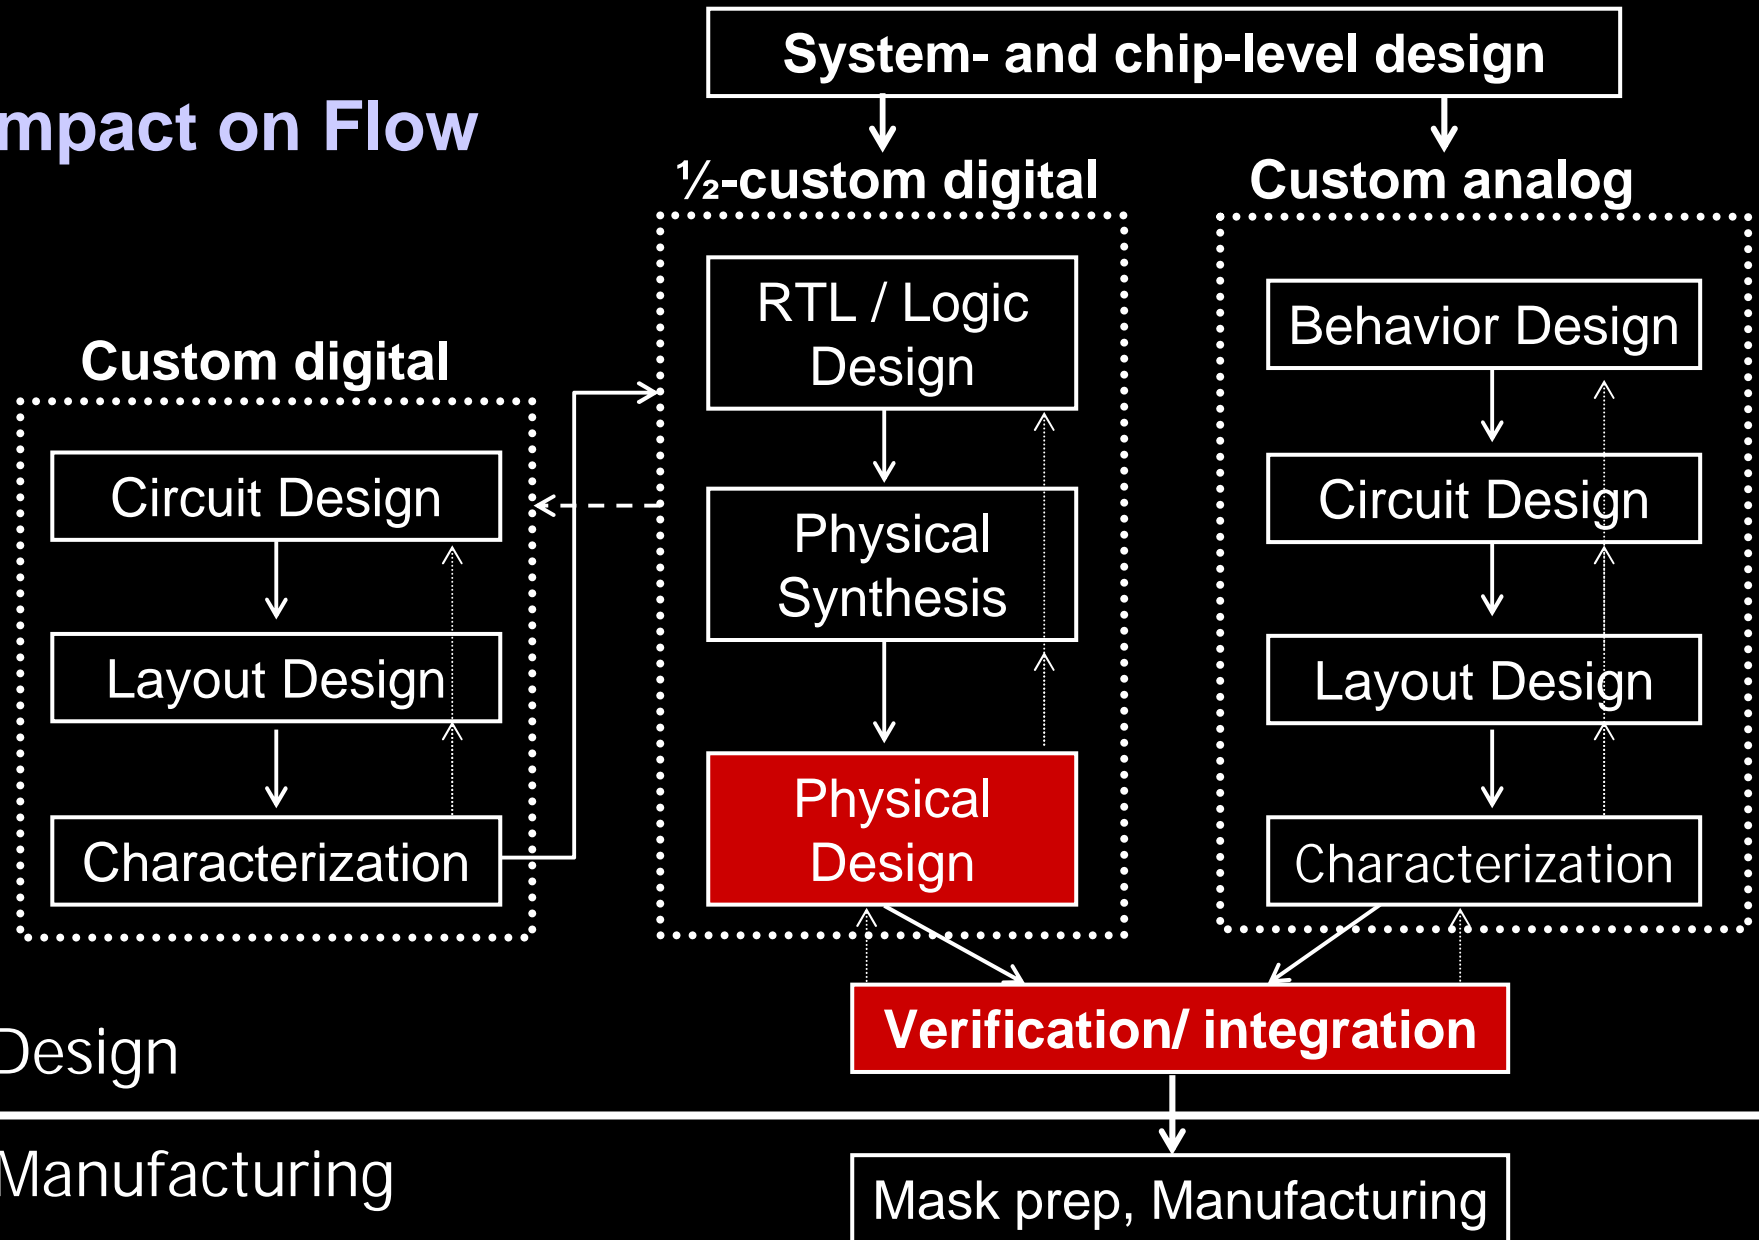 System- and chip-level design
mpact on Flow
½-custom digital
Custom analog
RTL / Logic
Design
Behavior Design
Custom digital
Circuit Design
Circuit Design
Physical
Synthesis
Layout Design
Layout Design
Physical
Design
Characterization
Characterization
Verification/ integration
Design
Manufacturing
Mask prep, Manufacturing